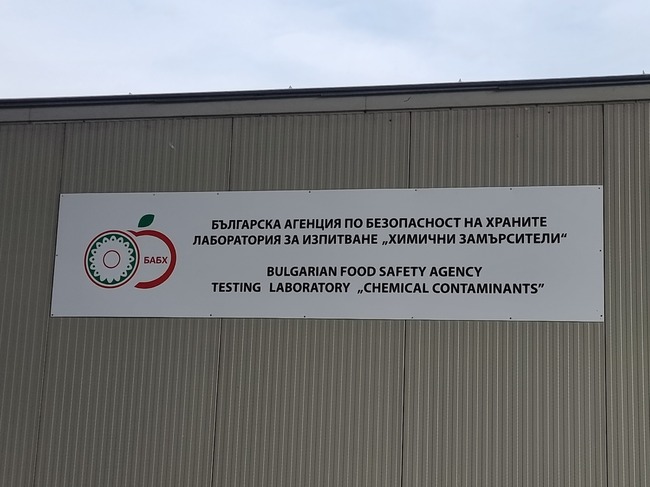 БАБХ
БЪЛГАРСКА АГЕНЦИЯ ПО БЕЗОПАСНОСТ НА ХРАНИТЕ
ЛАБОРАТОРИЯ ЗА ИЗПИТВАНЕ „ХИМИЧНИ ЗАМЪРСИТЕЛИ“
BULGARIAN FOOD SAFETY AGENCY
TESTING LABORATORY „CHEMICAL CONTAMINANTS”